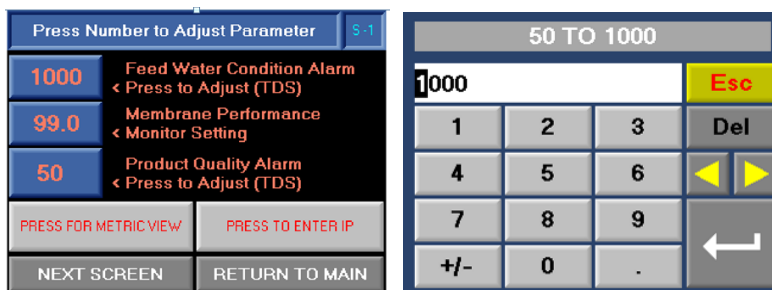 Press Number to Adjust Parameter
S-1
1000
Feed Water Condition Alarm
< Press to Adjust (TDS)
99.0
Membrane Performance
< Monitor Setting
50
Product Quality Alarm
< Press to Adjust (TDS)
PRESS FOR METRIC VIEW
PRESS TO ENTER IP
NEXT SCREEN
RETURN TO MAIN
50 TO 1000
1000
Esc
1 2 3 Del
4 5 6
7 8 9
+/- 0 .